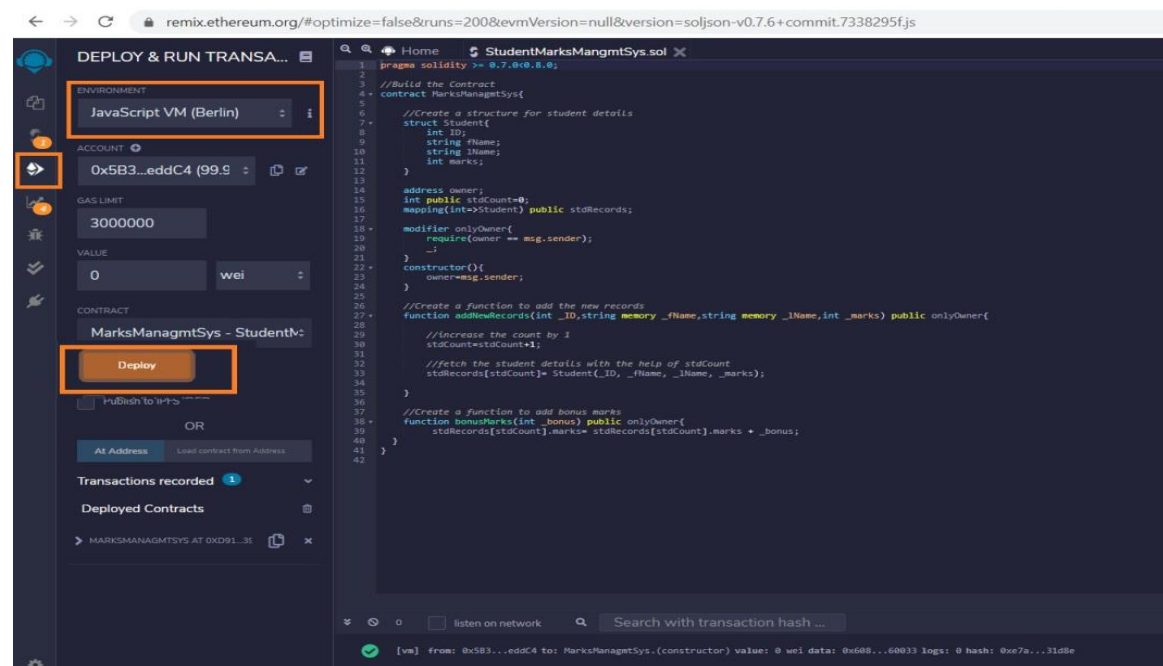 remix.ethereum.org/#optimize=false&runs=200&evmVersion=null&version=soljson-v0.7.6+commit.7338295f.js
DEPLOY & RUN TRANSA...
ENVIRONMENT
JavaScript VM (Berlin)
i
ACCOUNT
0x5B3...eddC4 (99.9
GAS LIMIT
3000000
VALUE
0 wei
CONTRACT
MarksManagmtSys - StudentM
Deploy
Publish to IPFS
OR
At Address Load contract from Address
Transactions recorded 1
Deployed Contracts
MARKSMANAGMTSYS AT 0XD91...39
Home StudentMarksMangmtSys.sol
1 pragma solidity >= 0.7.0<0.8.0;
2
3 //Build the Contract
4 contract MarksManagmtSys{
5
6 //Create a structure for student details
7 struct Student{
8 int ID;
9 string fName;
10 string lName;
11 int marks;
12 }
13
14 address owner;
15 int public stdCount=0;
16 mapping(int=>Student) public stdRecords;
17
18 modifier onlyOwner{
19 require(owner == msg.sender);
20 _;
21 }
22 constructor(){
23 owner=msg.sender;
24 }
25
26 //Create a function to add the new records
27 function addNewRecords(int _ID,string memory _fName,string memory _lName,int _marks) public onlyOwner{
28
29 //increase the count by 1
30 stdCount=stdCount+1;
31
32 //fetch the student details with the help of stdCount
33 stdRecords[stdCount]= Student(_ID, _fName, _lName, _marks);
34
35 }
36
37 //Create a function to add bonus marks
38 function bonusMarks(int _bonus) public onlyOwner{
39 stdRecords[stdCount].marks= stdRecords[stdCount].marks + _bonus;
40 }
41 }
42
0 listen on network Search with transaction hash ...
[vm] from: 0x5B3...eddC4 to: MarksManagmtSys.(constructor) value: 0 wei data: 0x608...60033 logs: 0 hash: 0xe7a...31d8e